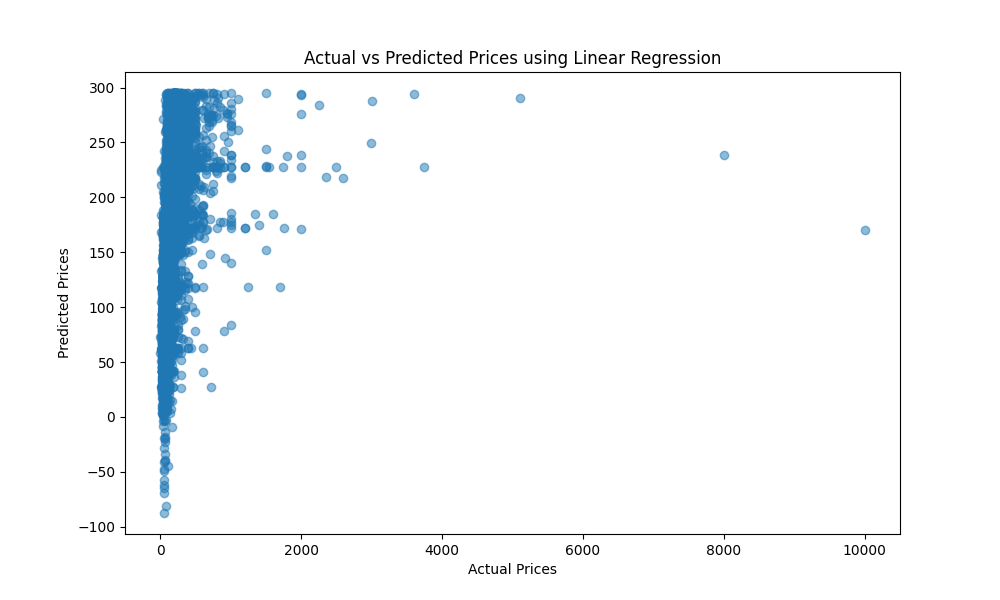 Actual vs Predicted Prices using Linear Regression
300
250
200
150
100
50
0
−50
−100
Predicted Prices
0 2000 4000 6000 8000 10000
Actual Prices